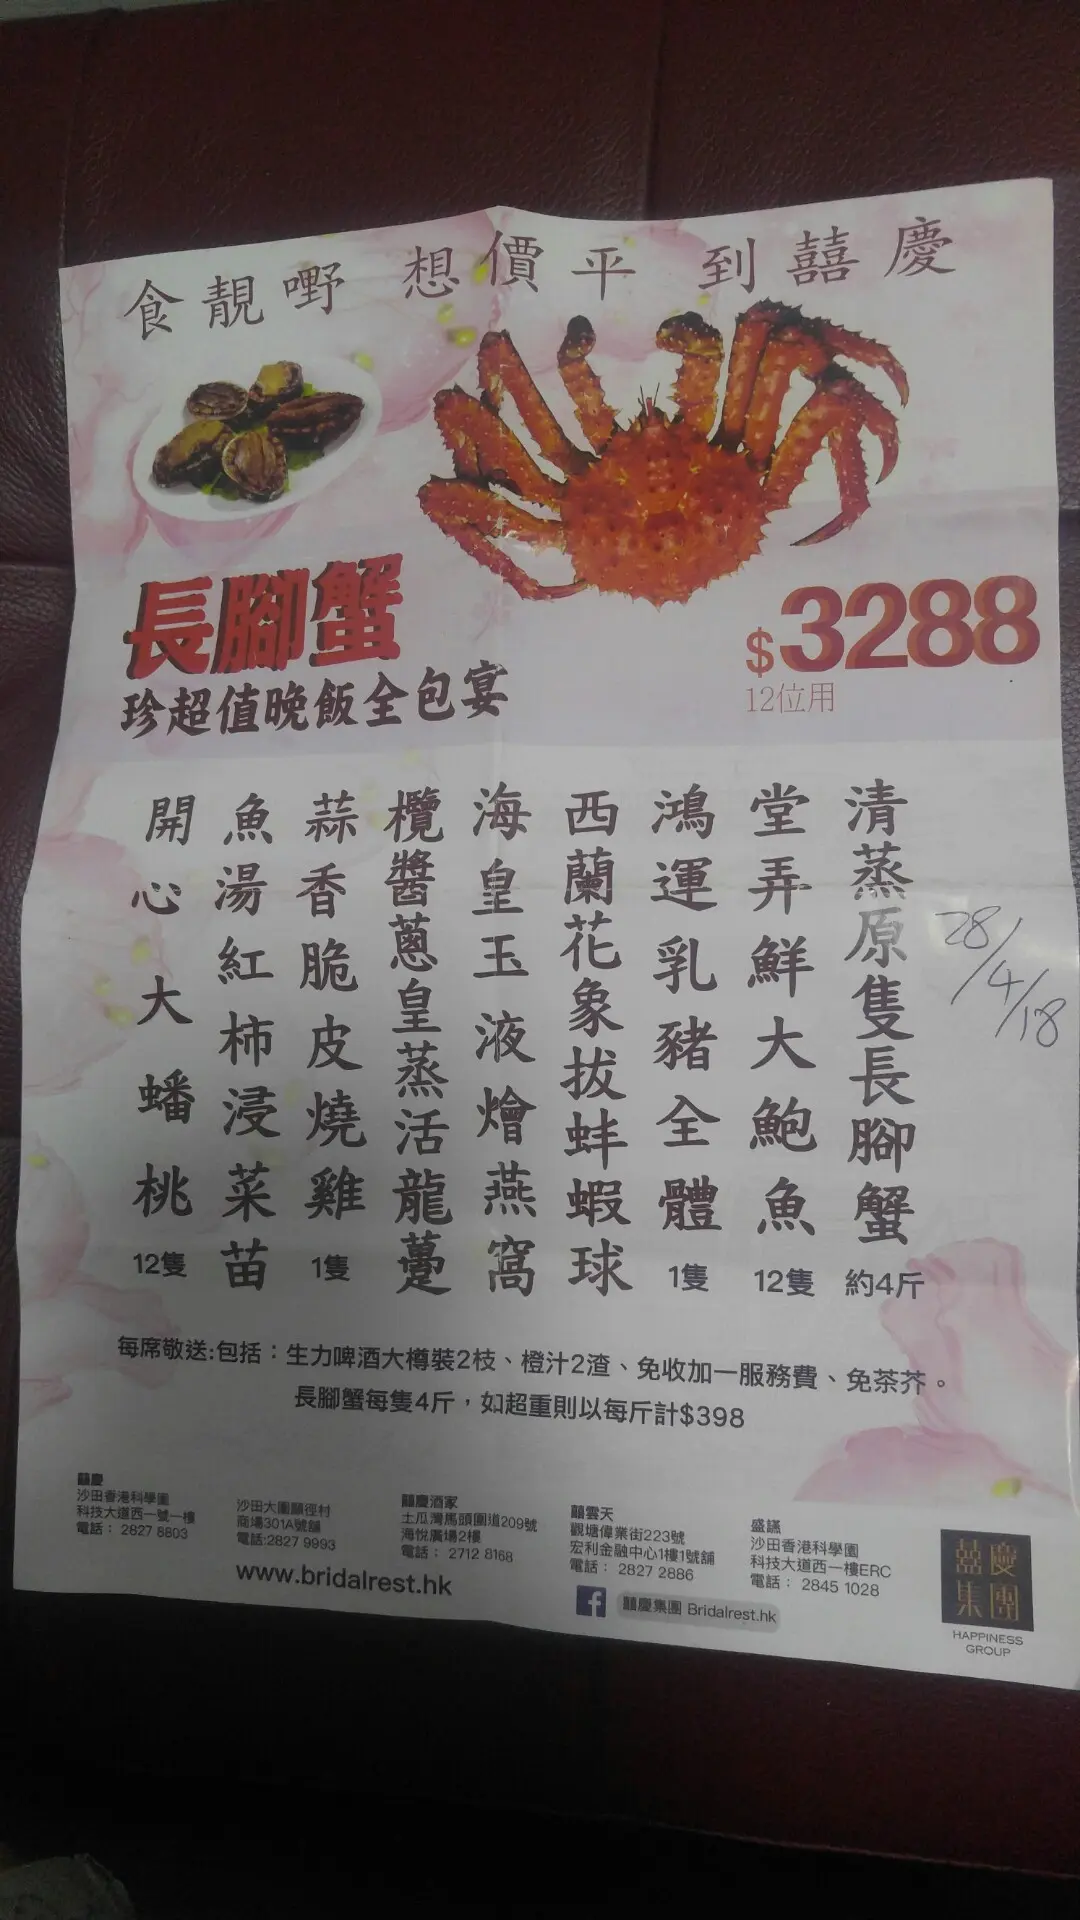 食靚嘢 想價平 到囍慶
長腳蟹
珍超值晚飯全包宴
$3288
12位用
清蒸原隻長腳蟹 約4斤
堂弄鮮大鮑魚 12隻
鴻運乳豬全體 1隻
西蘭花象拔蚌蝦球
海皇玉液燴燕窩
欖醬蔥皇蒸活龍躉
蒜香脆皮燒雞 1隻
魚湯紅柿浸菜苗
開心大蟠桃 12隻
28/4/18
每席敬送:包括：生力啤酒大樽裝2枝、橙汁2渣、免收加一服務費、免茶芥。
長腳蟹每隻4斤，如超重則以每斤計$398
囍慶
沙田香港科學園
科技大道西一號一樓
電話： 2827 8803
沙田大圍顯徑村
商場301A號舖
電話:2827 9993
囍慶酒家
土瓜灣馬頭圍道209號
海悅廣場2樓
電話： 2712 8168
囍雲天
觀塘偉業街223號
宏利金融中心1樓1號舖
電話： 2827 2886
盛謠
沙田香港科學園
科技大道西一樓ERC
電話： 2845 1028
www.bridalrest.hk
f 囍慶集團 Bridalrest.hk
囍慶
集團
HAPPINESS
GROUP